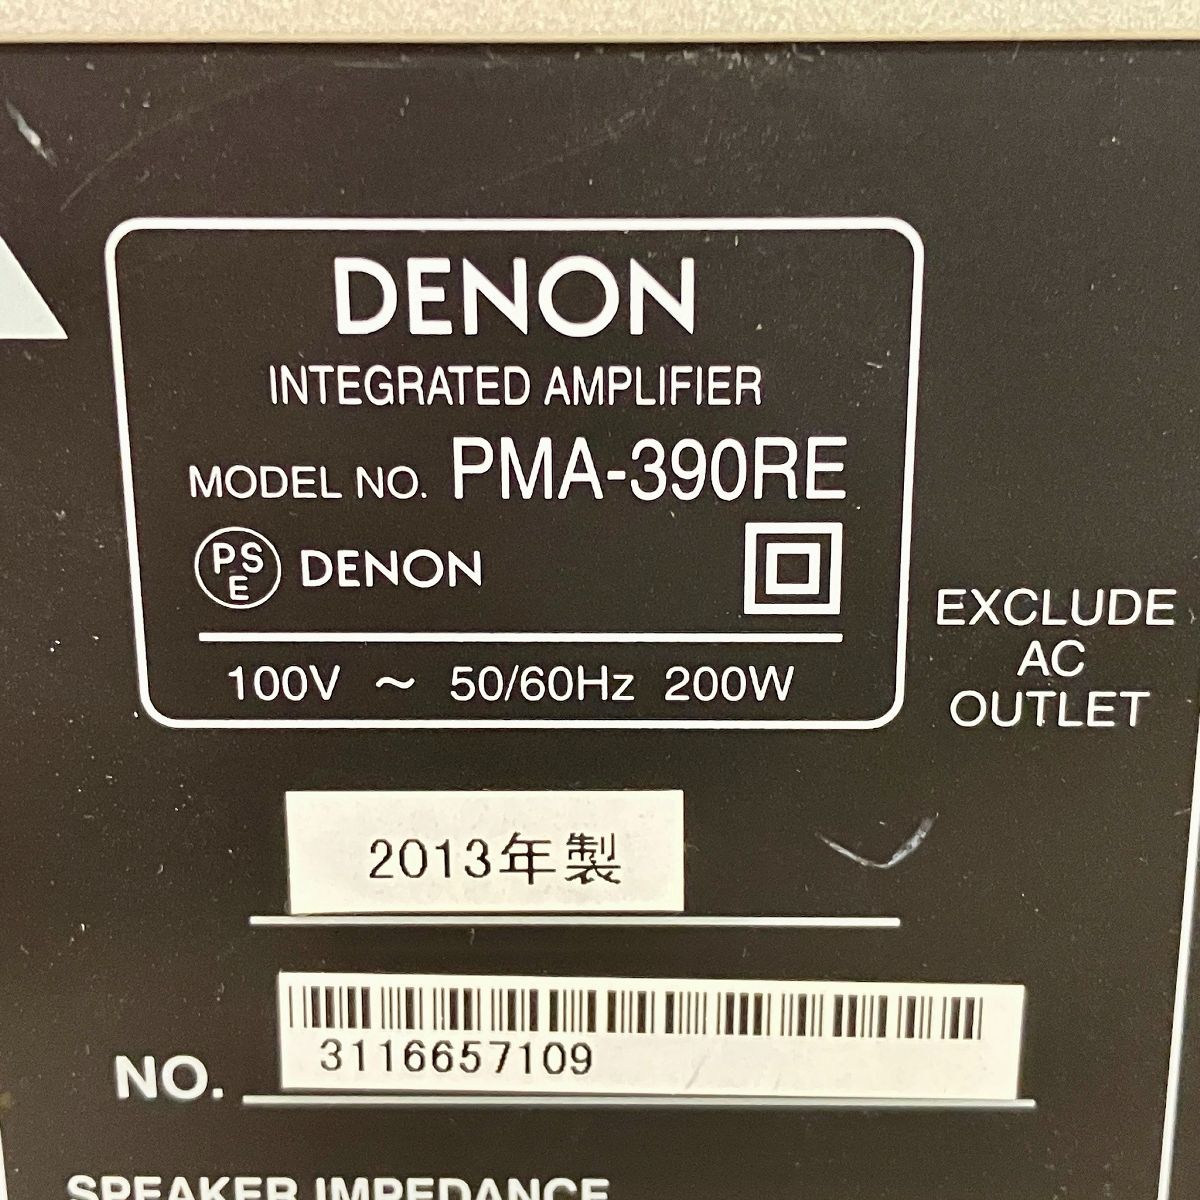 DENON
INTEGRATED AMPLIFIER
MODEL NO. PMA-390RE
PSE DENON
100V ～ 50/60Hz 200W
EXCLUDE
AC
OUTLET
2013年製
NO. 3116657109
SPEAKER IMPEDANCE